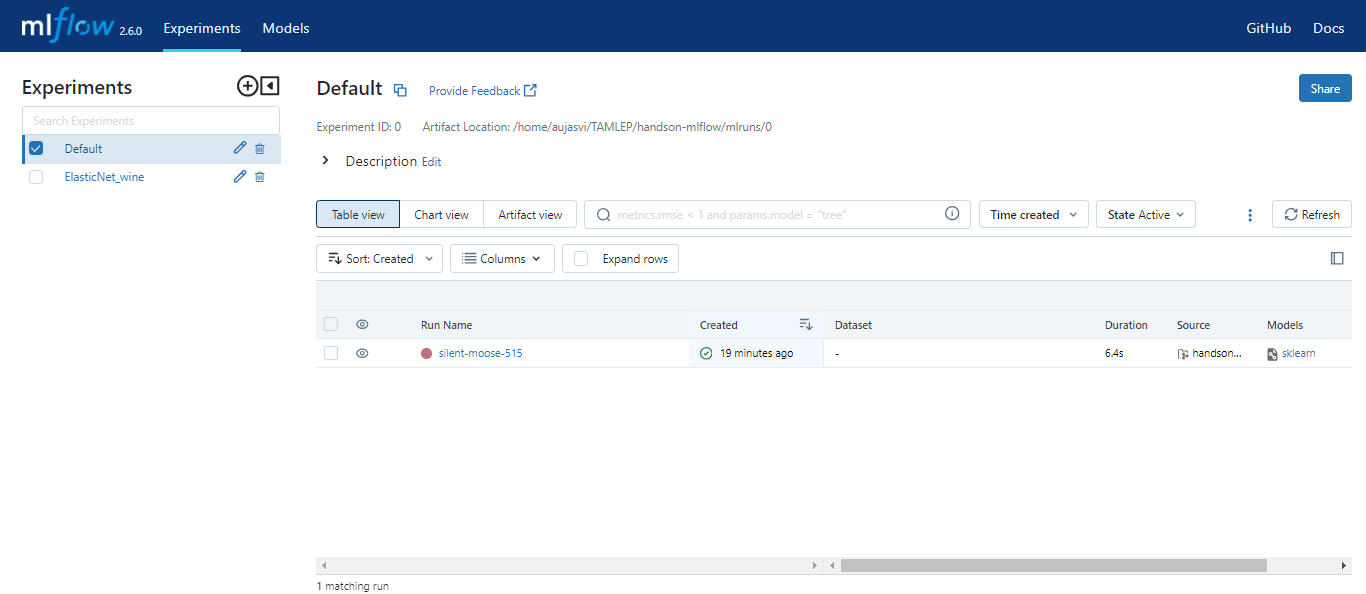 mlflow 2.6.0 Experiments Models GitHub Docs
Experiments
Search Experiments
Default
ElasticNet_wine
Default Provide Feedback Share
Experiment ID: 0 Artifact Location: /home/aujasvi/TAMLEP/handson-mlflow/mlruns/0
Description Edit
Table view Chart view Artifact view metrics.rmse < 1 and params.model = "tree" Time created State Active Refresh
Sort: Created Columns Expand rows
Run Name Created Dataset Duration Source Models
silent-moose-515 19 minutes ago - 6.4s handson... sklearn
1 matching run